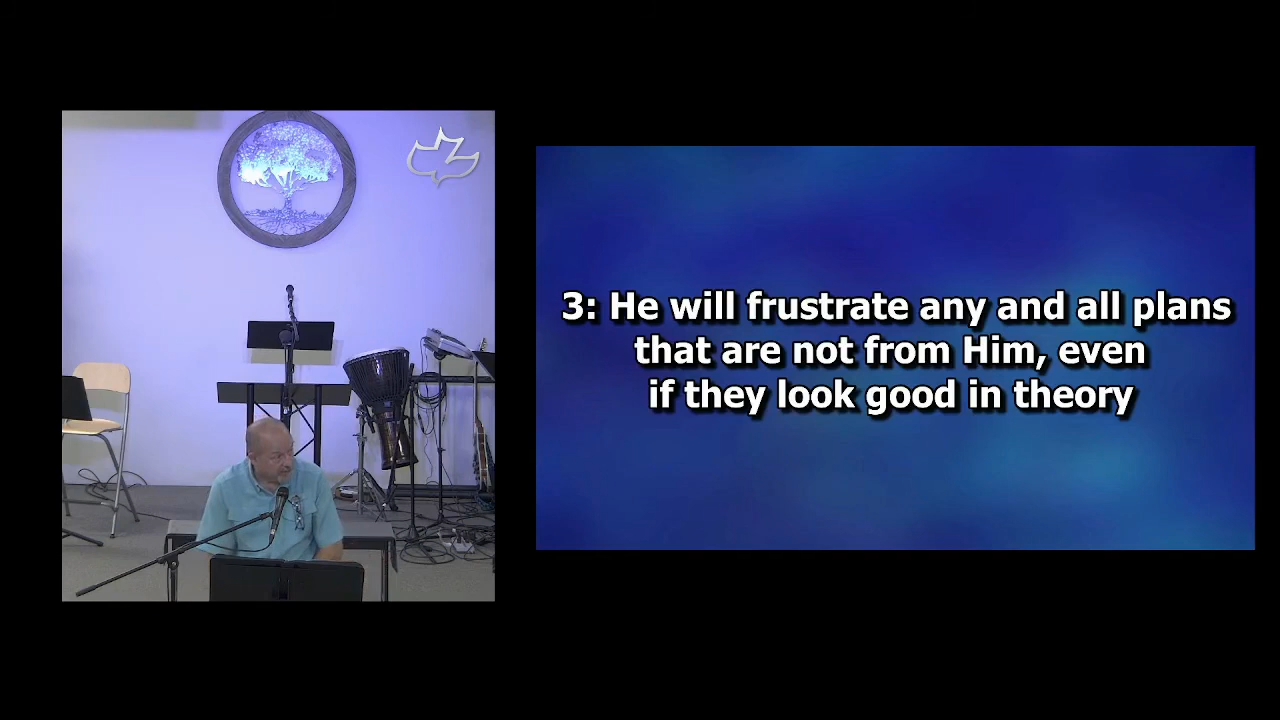 3: He will frustrate any and all plans
that are not from Him, even
if they look good in theory